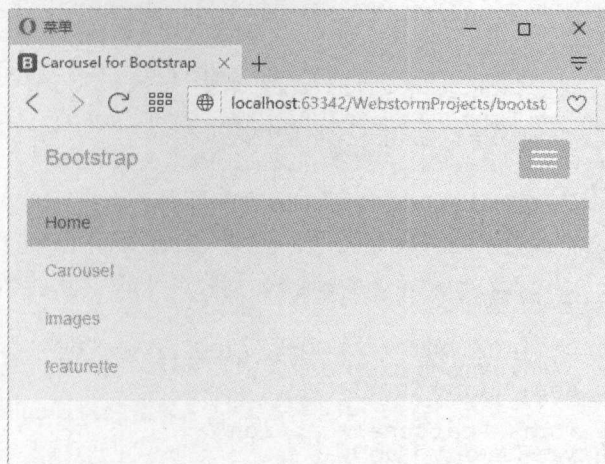 菜单
B Carousel for Bootstrap
localhost:63342/WebstormProjects/bootst
Bootstrap
Home
Carousel
images
featurette